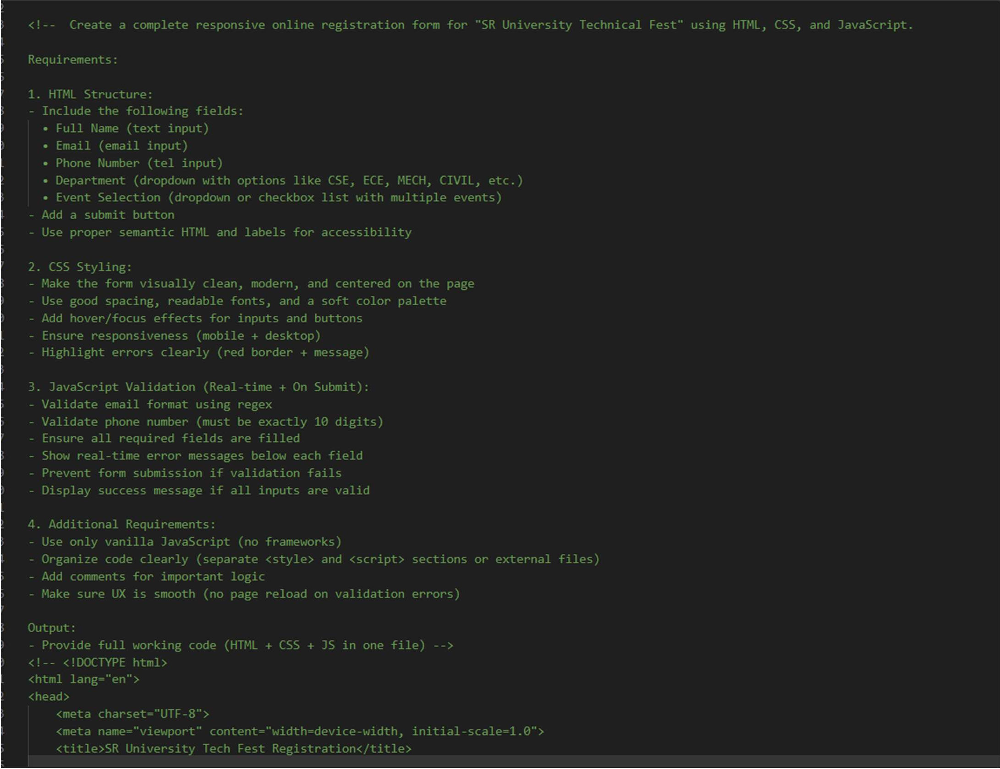 <!--  Create a complete responsive online registration form for "SR University Technical Fest" using HTML, CSS, and JavaScript.
Requirements:
1. HTML Structure:
- Include the following fields:
• Full Name (text input)
• Email (email input)
• Phone Number (tel input)
• Department (dropdown with options like CSE, ECE, MECH, CIVIL, etc.)
• Event Selection (dropdown or checkbox list with multiple events)
- Add a submit button
- Use proper semantic HTML and labels for accessibility
2. CSS Styling:
- Make the form visually clean, modern, and centered on the page
- Use good spacing, readable fonts, and a soft color palette
- Add hover/focus effects for inputs and buttons
- Ensure responsiveness (mobile + desktop)
- Highlight errors clearly (red border + message)
3. JavaScript Validation (Real-time + On Submit):
- Validate email format using regex
- Validate phone number (must be exactly 10 digits)
- Ensure all required fields are filled
- Show real-time error messages below each field
- Prevent form submission if validation fails
- Display success message if all inputs are valid
4. Additional Requirements:
- Use only vanilla JavaScript (no frameworks)
- Organize code clearly (separate <style> and <script> sections or external files)
- Add comments for important logic
- Make sure UX is smooth (no page reload on validation errors)
Output:
- Provide full working code (HTML + CSS + JS in one file) -->
<!-- <!DOCTYPE html>
<html lang="en">
<head>
<meta charset="UTF-8">
<meta name="viewport" content="width=device-width, initial-scale=1.0">
<title>SR University Tech Fest Registration</title>